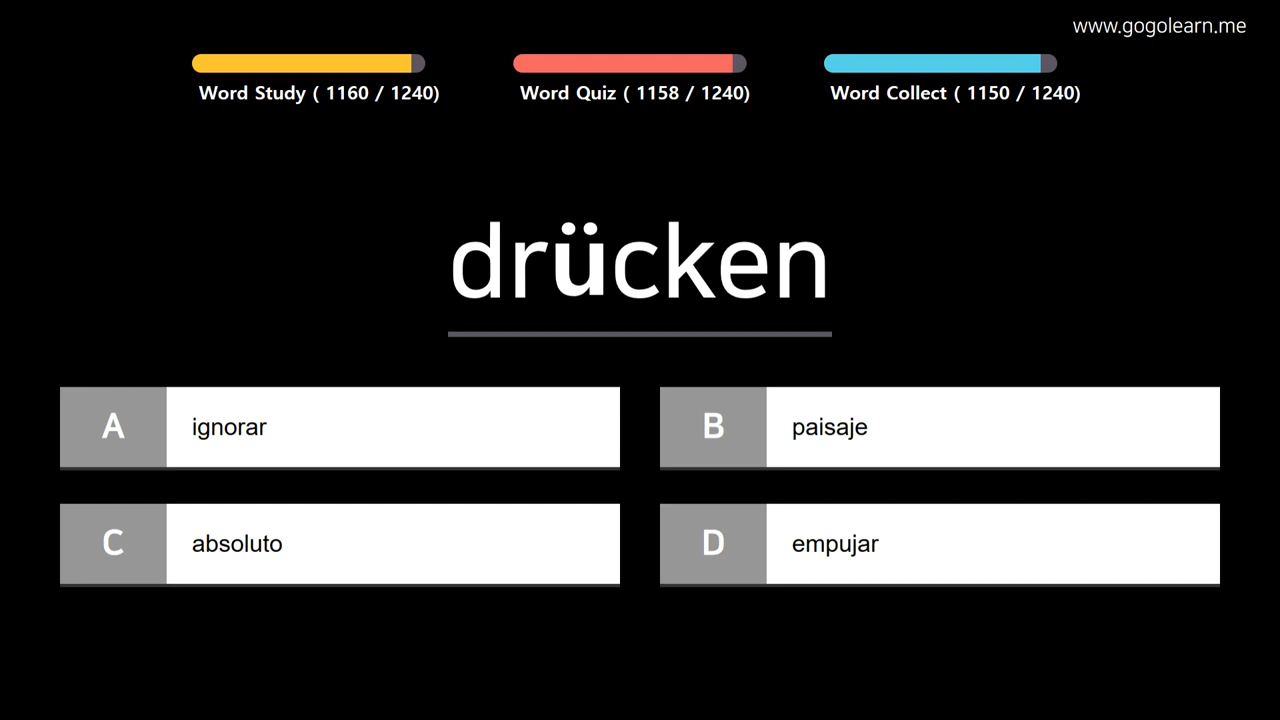 www.gogolearn.me
Word Study ( 1160 / 1240)
Word Quiz ( 1158 / 1240)
Word Collect ( 1150 / 1240)
drücken
A ignorar
B paisaje
C absoluto
D empujar